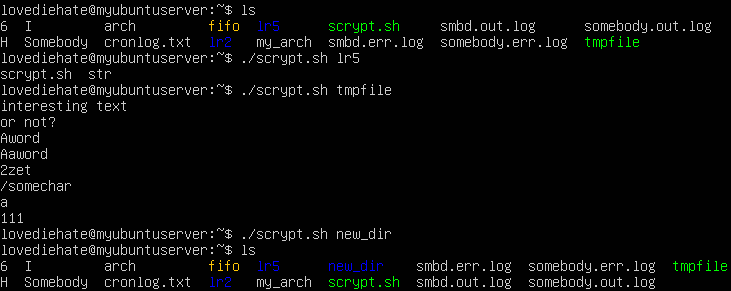 lovediehate@myubuntuserver:~$ ls
6  I         arch         fifo  lr5      scrypt.sh     smbd.out.log      somebody.out.log
H  Somebody  cronlog.txt  lr2   my_arch  smbd.err.log  somebody.err.log  tmpfile
lovediehate@myubuntuserver:~$ ./scrypt.sh lr5
scrypt.sh  str
lovediehate@myubuntuserver:~$ ./scrypt.sh tmpfile
interesting text
or not?
Aword
Aaword
2zet
/somechar
a
111
lovediehate@myubuntuserver:~$ ./scrypt.sh new_dir
lovediehate@myubuntuserver:~$ ls
6  I         arch         fifo  lr5      new_dir    smbd.err.log  somebody.err.log  tmpfile
H  Somebody  cronlog.txt  lr2   my_arch  scrypt.sh  smbd.out.log  somebody.out.log